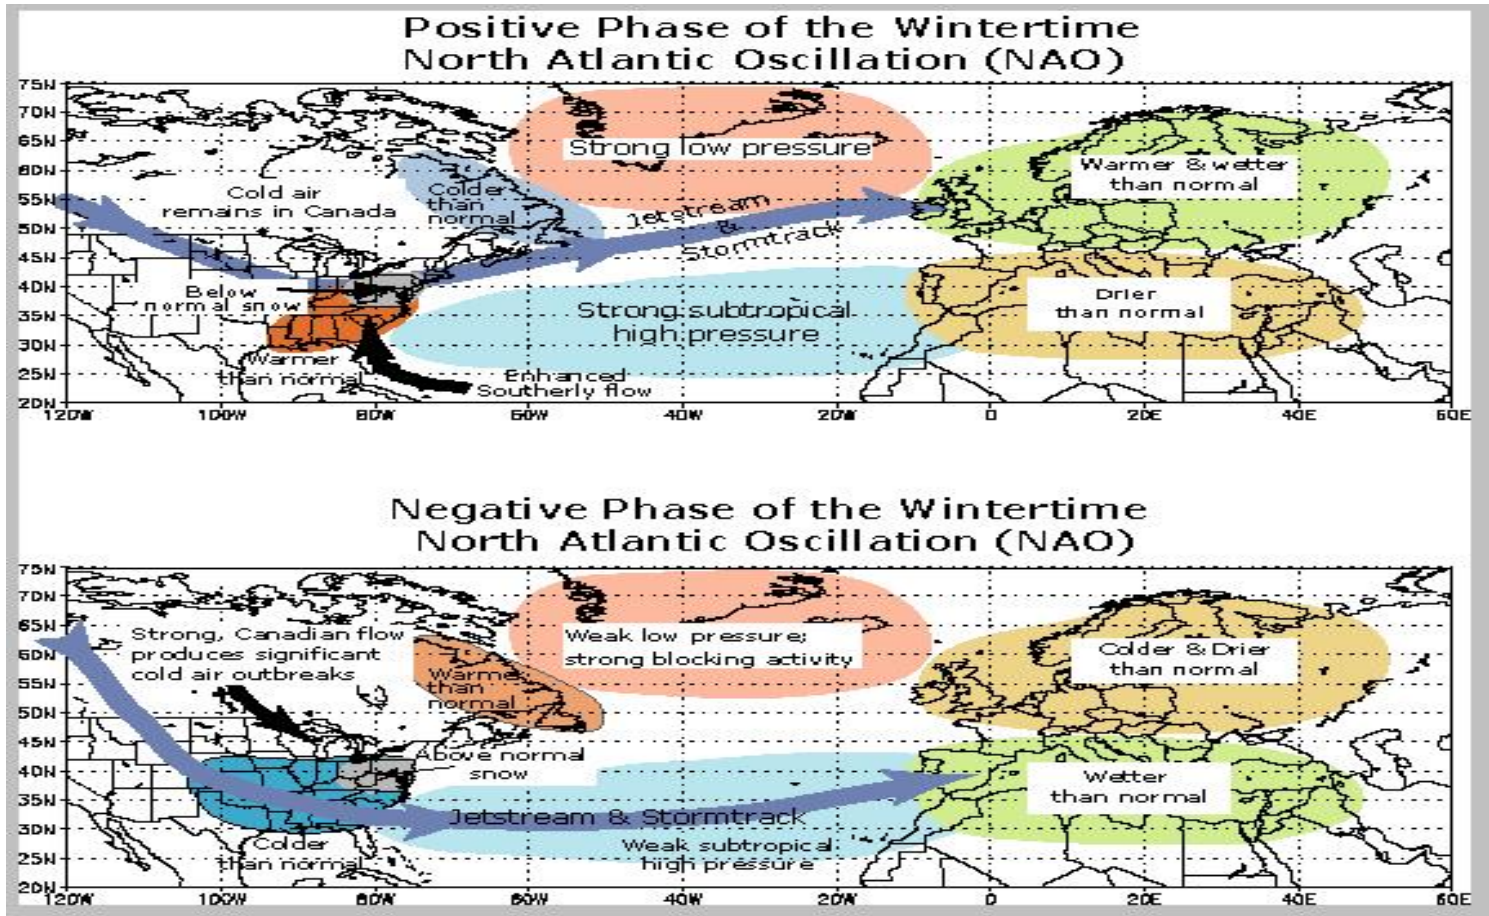 Positive Phase of the Wintertime
North Atlantic Oscillation (NAO)
75N
70N
65N
60N
55N
50N
45N
40N
35N
30N
25N
20N
Strong low pressure
Warmer & wetter
than normal
Cold air
remains in Canada
Colder
than
normal
Jetstream
&
Stormtrack
Below
normal snow
Strong subtropical
high pressure
Drier
than normal
Warmer
than normal
Enhanced
Southerly flow
120W 100W 80W 60W 40W 20W 0 20E 40E 60E
Negative Phase of the Wintertime
North Atlantic Oscillation (NAO)
75N
70N
65N
60N
55N
50N
45N
40N
35N
30N
25N
20N
Strong, Canadian flow
produces significant
cold air outbreaks
Weak low pressure;
strong blocking activity
Colder & Drier
than normal
Warmer
than
normal
Above normal
snow
Wetter
than normal
Jetstream & Stormtrack
Colder
than normal
Weak subtropical
high pressure
120W 100W 80W 60W 40W 20W 0 20E 40E 60E